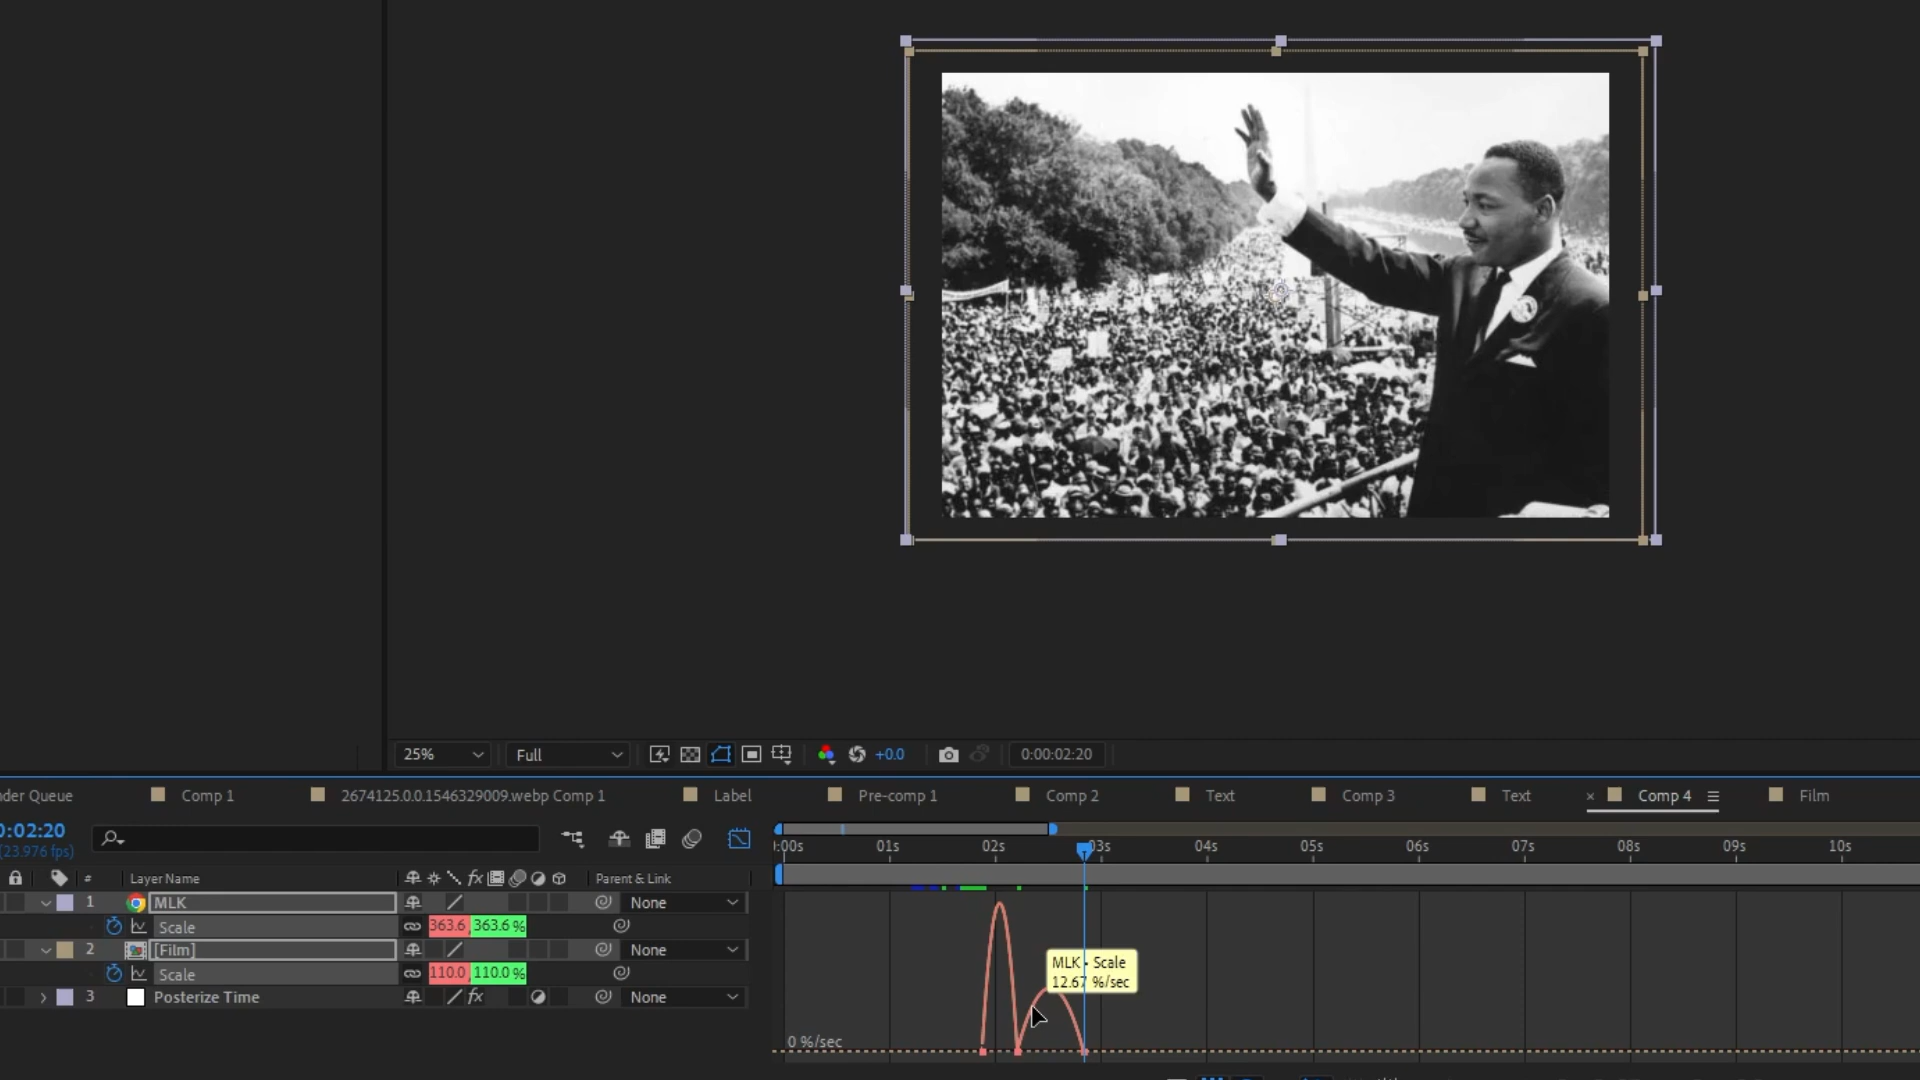 25%
Full
+0.0
0:00:02:20
der Queue
Comp 1
2674125.0.0.1546329009.webp Comp 1
Label
Pre-comp 1
Comp 2
Text
Comp 3
Text
× Comp 4
Film
0:02:20
(23.976 fps)
:00s 01s 02s 03s 04s 05s 06s 07s 08s 09s 10s
# Layer Name fx Parent & Link
1 MLK None
Scale 363.6, 363.6 %
2 [Film] None
Scale 110.0, 110.0 %
3 Posterize Time fx None
MLK • Scale
12.67 %/sec
0 %/sec